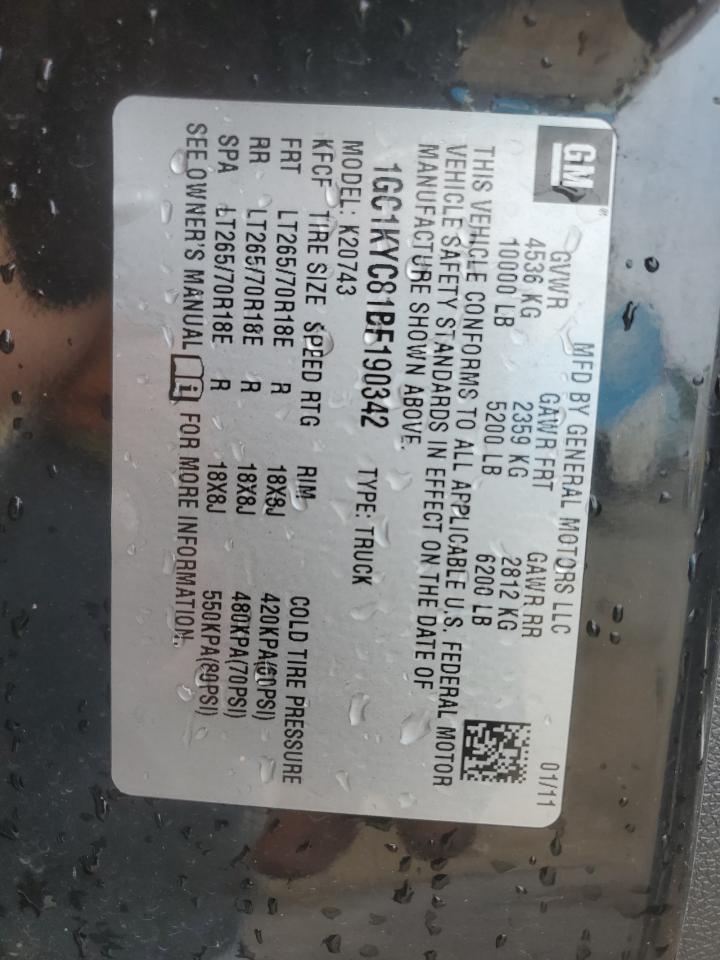 GM®
MFD BY GENERAL MOTORS LLC 01/11
GVWR GAWR FRT GAWR RR
4536 KG 2359 KG 2812 KG
10000 LB 5200 LB 6200 LB
THIS VEHICLE CONFORMS TO ALL APPLICABLE U.S. FEDERAL MOTOR
VEHICLE SAFETY STANDARDS IN EFFECT ON THE DATE OF
MANUFACTURE SHOWN ABOVE.
1GC1KYC81BF190342 TYPE: TRUCK
MODEL: K20743
KFCF TIRE SIZE SPEED RTG RIM COLD TIRE PRESSURE
FRT LT265/70R18E R 18X8J 420KPA(60PSI)
RR LT265/70R18E R 18X8J 480KPA(70PSI)
SPA LT265/70R18E R 18X8J 550KPA(80PSI)
SEE OWNER'S MANUAL i FOR MORE INFORMATION.